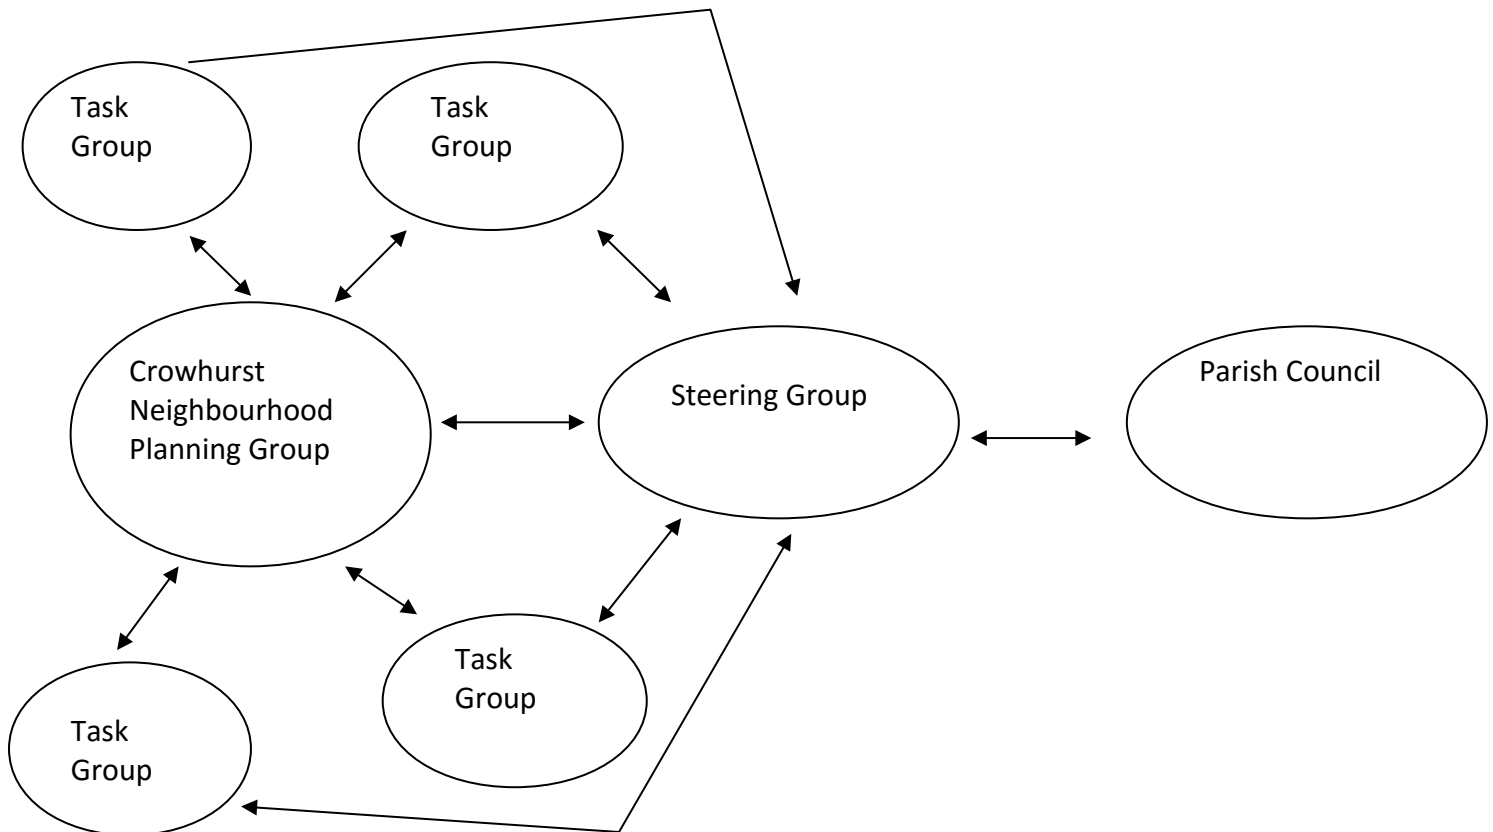 Task
Group
Task
Group
Crowhurst
Neighbourhood
Planning Group
Steering Group
Parish Council
Task
Group
Task
Group